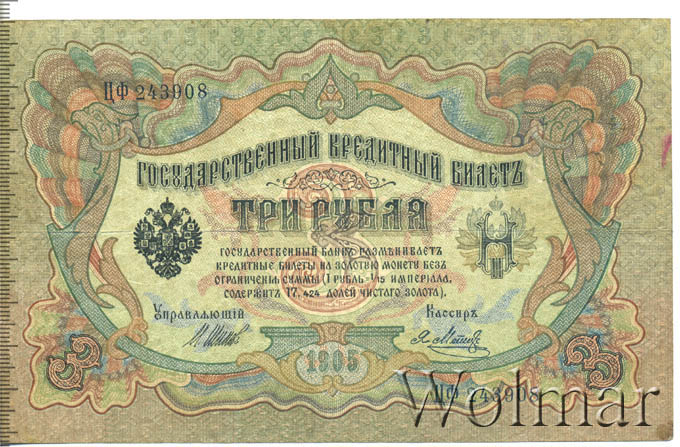 ЦФ 243908
ГОСУДАРСТВЕННЫЙ КРЕДИТНЫЙ БИЛЕТЪ
ТРИ РУБЛЯ
ГОСУДАРСТВЕННЫЙ БАНКЪ РАЗМѢНИВАЕТЪ
КРЕДИТНЫЕ БИЛЕТЫ НА ЗОЛОТУЮ МОНЕТУ БЕЗЪ
ОГРАНИЧЕНІЯ СУММЫ (1 РУБЛЬ = 1/15 ИМПЕРІАЛА,
СОДЕРЖИТЪ 17,424 ДОЛЕЙ ЧИСТАГО ЗОЛОТА).
Управляющій Кассиръ
1905
3 3
ЦФ 243908
Wolmar